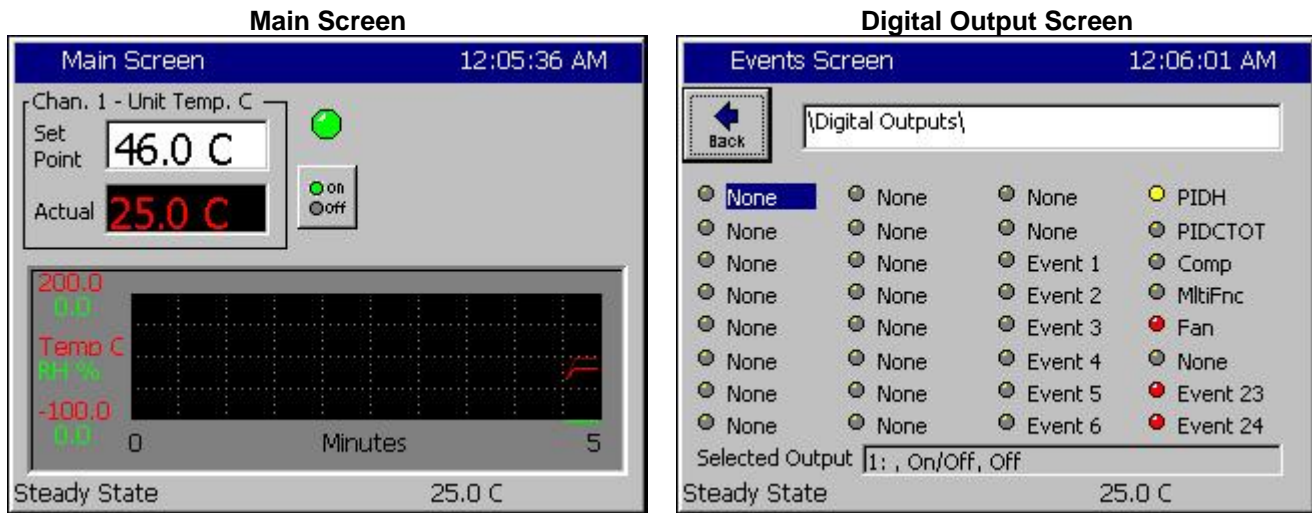 Main Screen
Main Screen 12:05:36 AM
Chan. 1 - Unit Temp. C
Set Point 46.0 C
on
off
Actual 25.0 C
200.0
0.0
Temp C
RH %
-100.0
0.0
0 Minutes 5
Steady State 25.0 C
Digital Output Screen
Events Screen 12:06:01 AM
Back
\Digital Outputs\
None None None PIDH
None None None PIDCTOT
None None Event 1 Comp
None None Event 2 MltiFnc
None None Event 3 Fan
None None Event 4 None
None None Event 5 Event 23
None None Event 6 Event 24
Selected Output 1: , On/Off, Off
Steady State 25.0 C